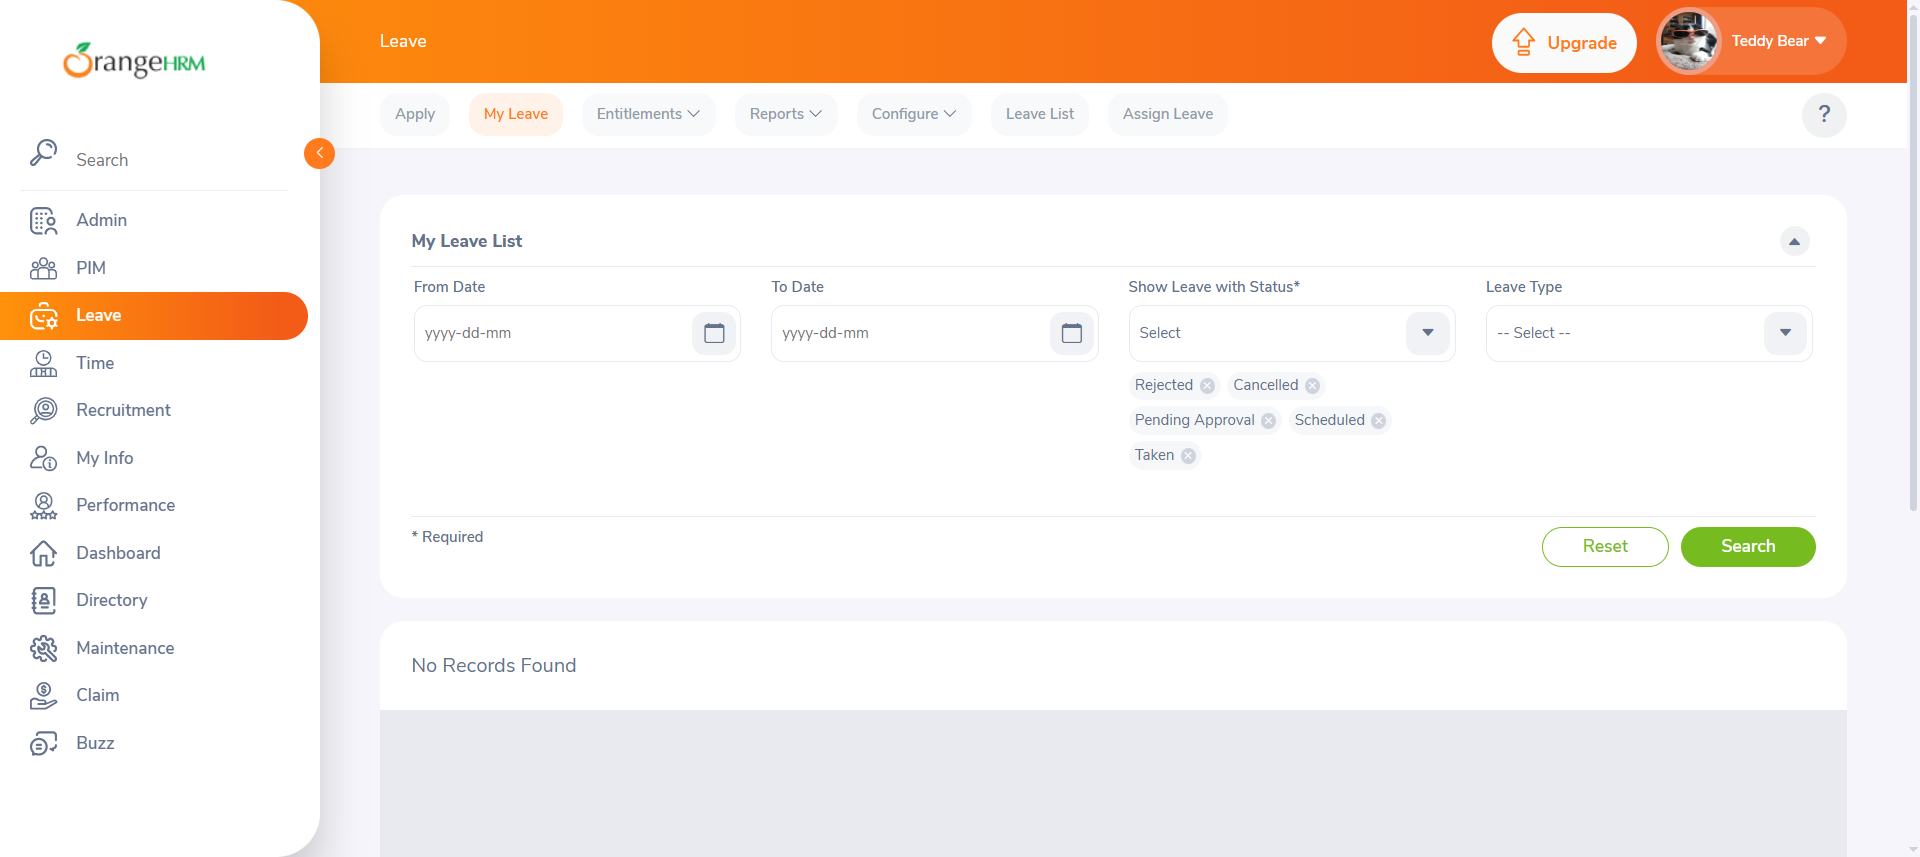 OrangeHRM
Leave
Upgrade
Teddy Bear
Apply
My Leave
Entitlements
Reports
Configure
Leave List
Assign Leave
?
Search
Admin
PIM
Leave
Time
Recruitment
My Info
Performance
Dashboard
Directory
Maintenance
Claim
Buzz
My Leave List
From Date
To Date
Show Leave with Status*
Leave Type
yyyy-dd-mm
yyyy-dd-mm
Select
-- Select --
Rejected
Cancelled
Pending Approval
Scheduled
Taken
* Required
Reset
Search
No Records Found